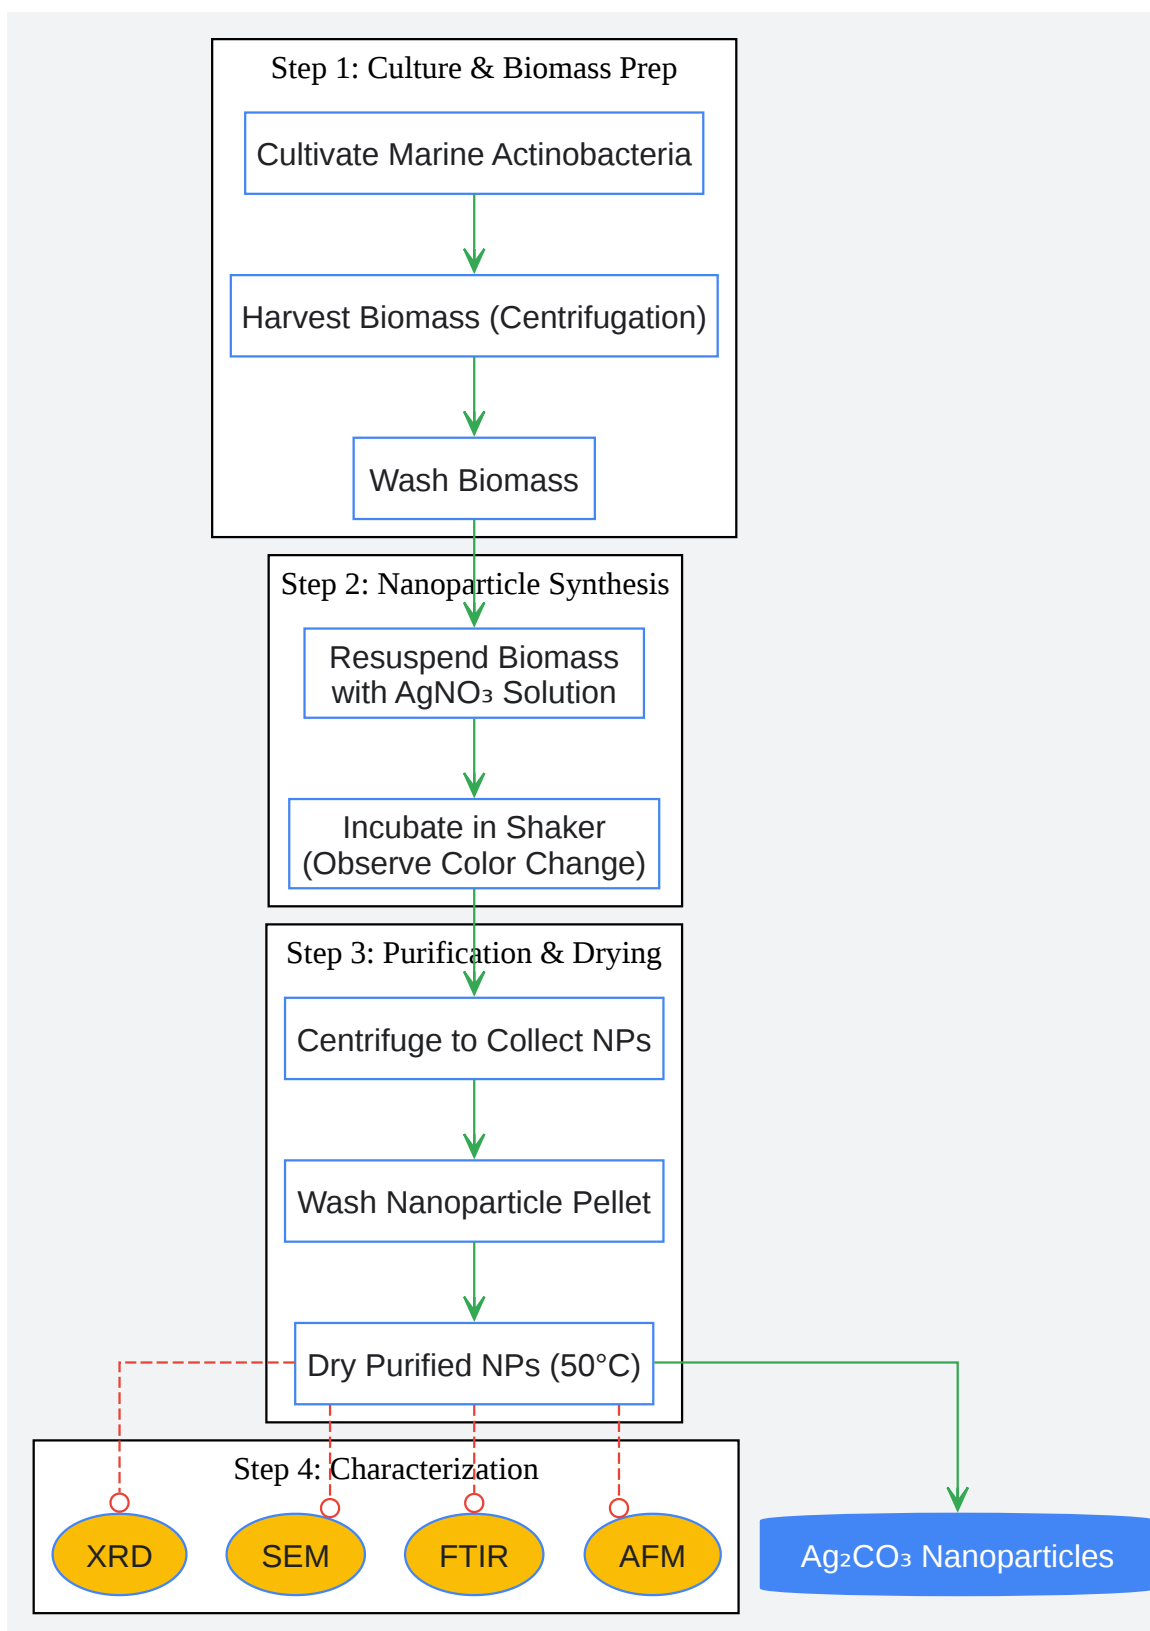 Step 1: Culture & Biomass Prep
Cultivate Marine Actinobacteria
Harvest Biomass (Centrifugation)
Wash Biomass
Step 2: Nanoparticle Synthesis
Resuspend Biomass
with AgNO₃ Solution
Incubate in Shaker
(Observe Color Change)
Step 3: Purification & Drying
Centrifuge to Collect NPs
Wash Nanoparticle Pellet
Dry Purified NPs (50°C)
Step 4: Characterization
XRD
SEM
FTIR
AFM
Ag₂CO₃ Nanoparticles